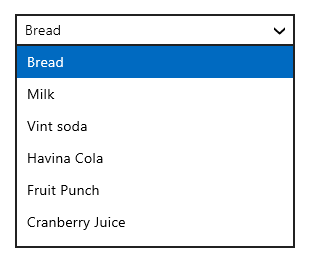 Bread
Bread
Milk
Vint soda
Havina Cola
Fruit Punch
Cranberry Juice